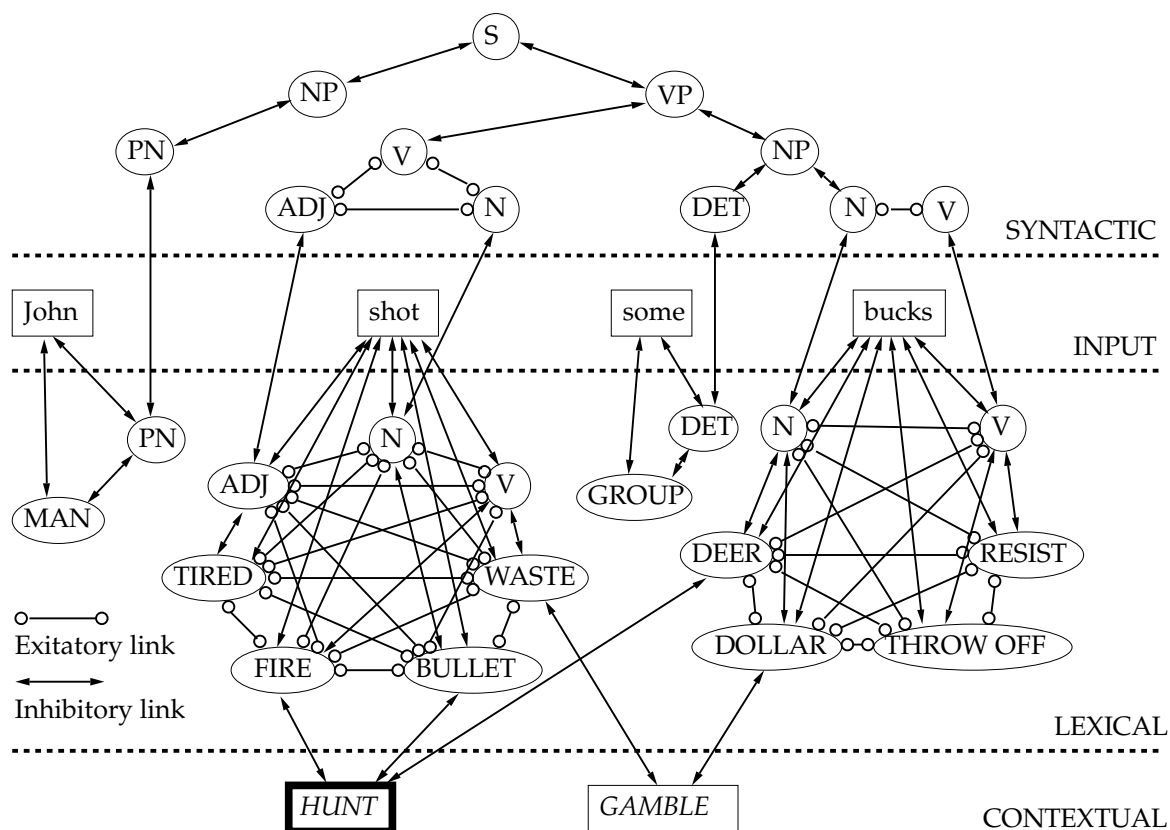 S
NP
VP
PN
V
NP
ADJ
N
DET
N
V
SYNTACTIC
John
shot
some
bucks
INPUT
PN
N
DET
N
V
ADJ
V
GROUP
MAN
TIRED
WASTE
DEER
RESIST
Exitatory link
FIRE
BULLET
DOLLAR
THROW OFF
Inhibitory link
LEXICAL
HUNT
GAMBLE
CONTEXTUAL